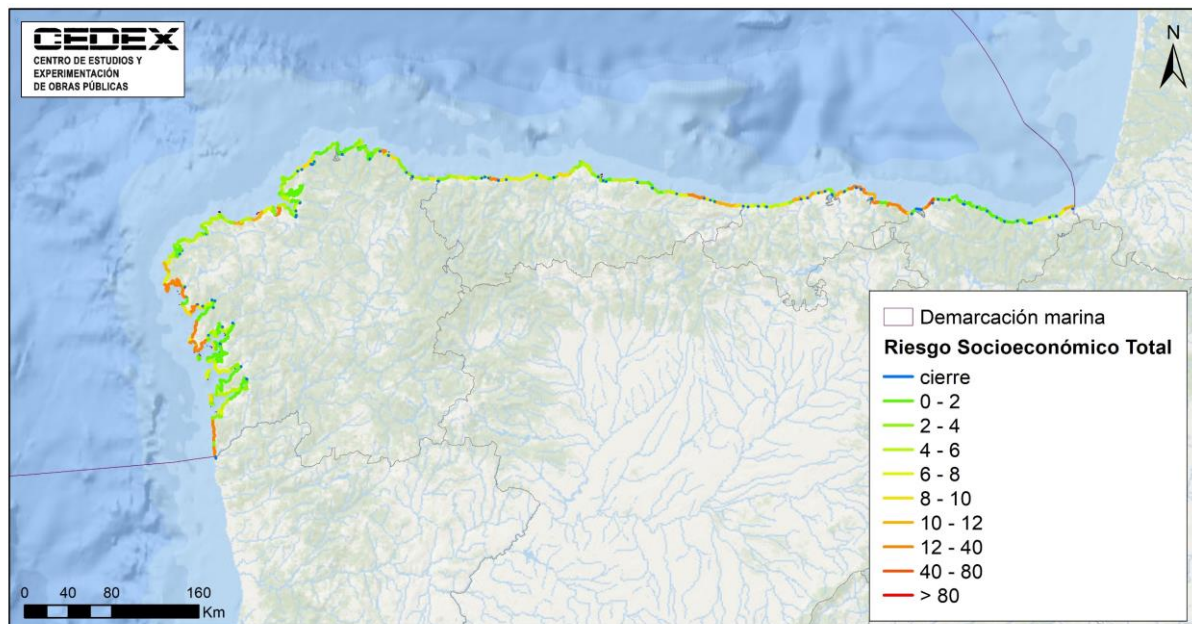 CEDEX
CENTRO DE ESTUDIOS Y
EXPERIMENTACIÓN
DE OBRAS PÚBLICAS
N
Demarcación marina
Riesgo Socioeconómico Total
cierre
0 - 2
2 - 4
4 - 6
6 - 8
8 - 10
10 - 12
12 - 40
40 - 80
> 80
0 40 80 160
Km